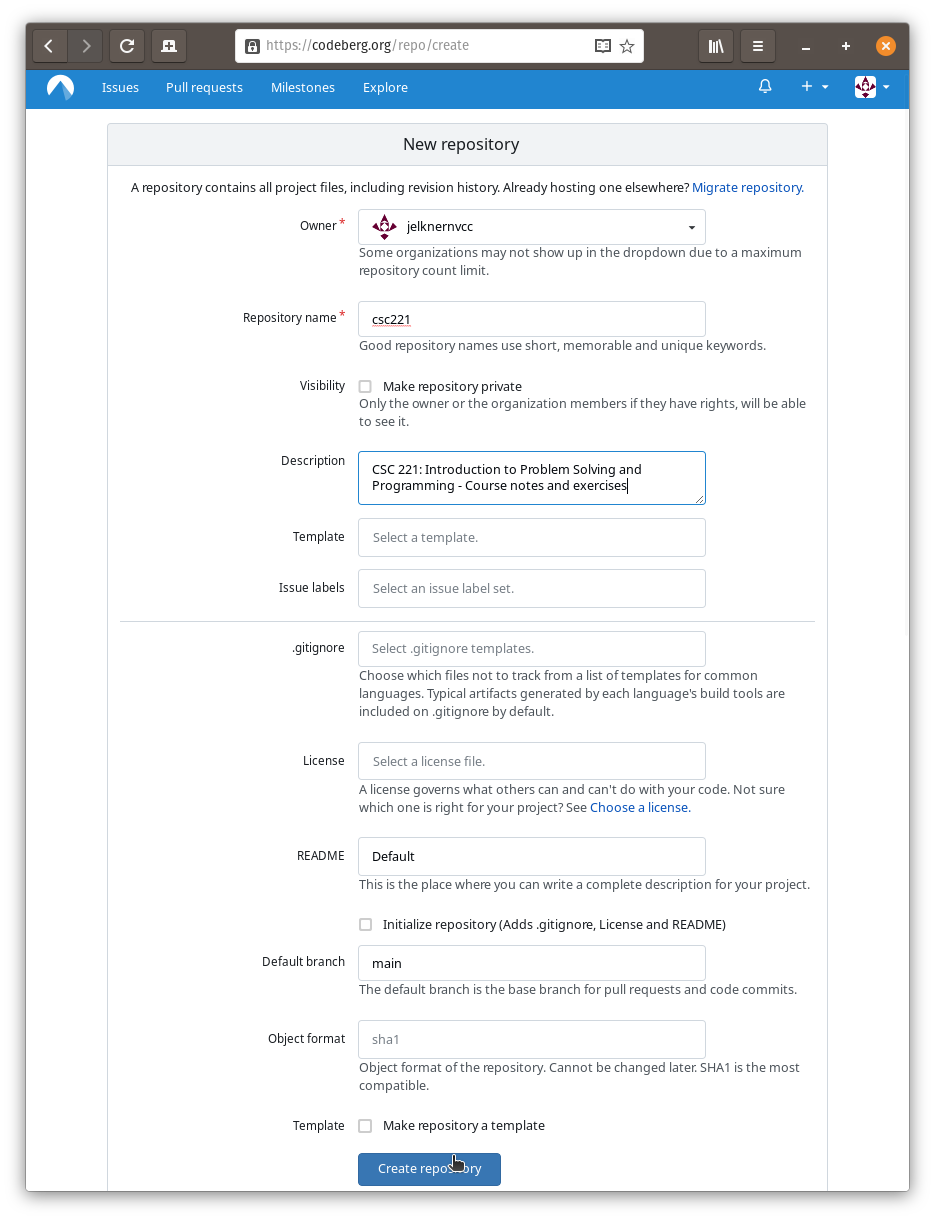 https://codeberg.org/repo/create
Issues Pull requests Milestones Explore
New repository
A repository contains all project files, including revision history. Already hosting one elsewhere? Migrate repository.
Owner* jelknernvcc
Some organizations may not show up in the dropdown due to a maximum
repository count limit.
Repository name* csc221
Good repository names use short, memorable and unique keywords.
Visibility Make repository private
Only the owner or the organization members if they have rights, will be able
to see it.
Description CSC 221: Introduction to Problem Solving and
Programming - Course notes and exercises
Template Select a template.
Issue labels Select an issue label set.
.gitignore Select .gitignore templates.
Choose which files not to track from a list of templates for common
languages. Typical artifacts generated by each language's build tools are
included on .gitignore by default.
License Select a license file.
A license governs what others can and can't do with your code. Not sure
which one is right for your project? See Choose a license.
README Default
This is the place where you can write a complete description for your project.
Initialize repository (Adds .gitignore, License and README)
Default branch main
The default branch is the base branch for pull requests and code commits.
Object format sha1
Object format of the repository. Cannot be changed later. SHA1 is the most
compatible.
Template Make repository a template
Create repository